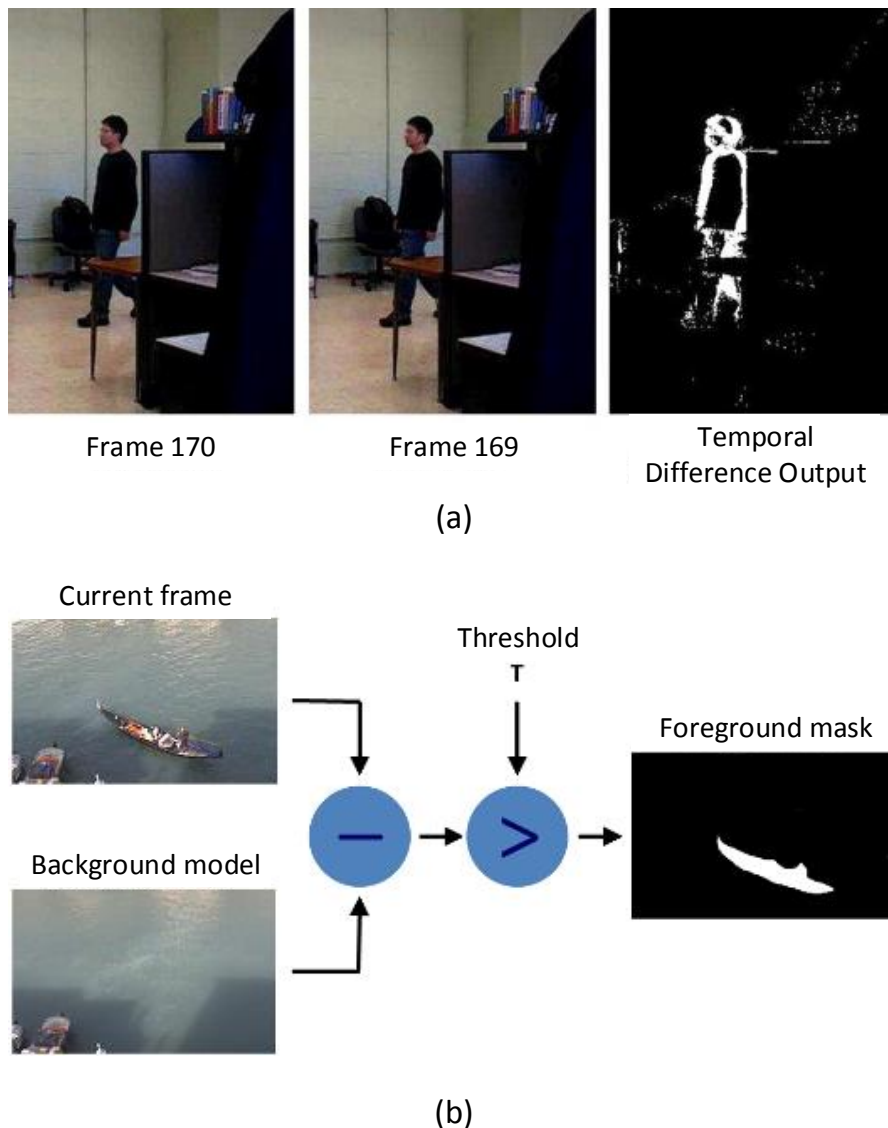 Frame 170
Frame 169
Temporal
Difference Output
(a)
Current frame
Threshold
T
Foreground mask
Background model
(b)